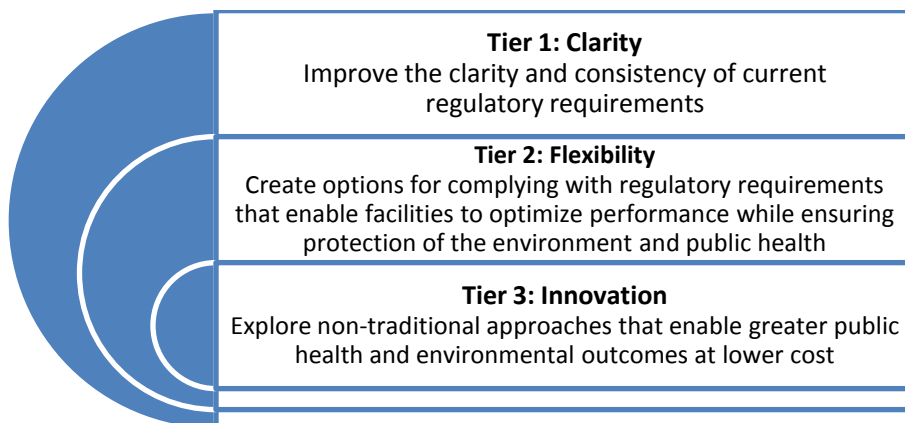 Tier 1: Clarity
Improve the clarity and consistency of current
regulatory requirements
Tier 2: Flexibility
Create options for complying with regulatory requirements
that enable facilities to optimize performance while ensuring
protection of the environment and public health
Tier 3: Innovation
Explore non-traditional approaches that enable greater public
health and environmental outcomes at lower cost